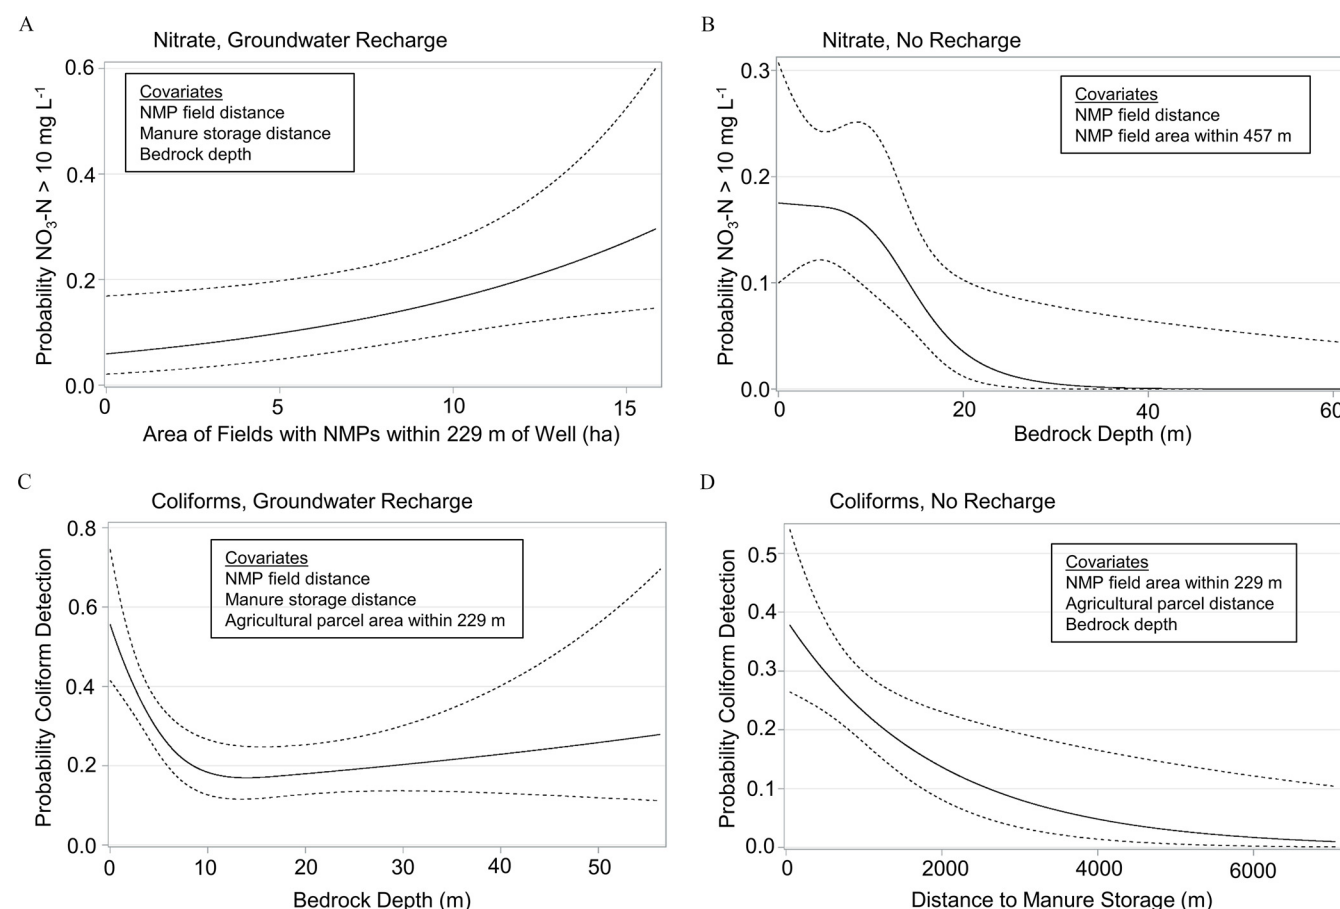 A
Nitrate, Groundwater Recharge
Probability NO3-N > 10 mg L-1
0.6
0.4
0.2
0.0
Covariates
NMP field distance
Manure storage distance
Bedrock depth
0 5 10 15
Area of Fields with NMPs within 229 m of Well (ha)
B
Nitrate, No Recharge
Probability NO3-N > 10 mg L-1
0.3
0.2
0.1
0.0
Covariates
NMP field distance
NMP field area within 457 m
0 20 40 60
Bedrock Depth (m)
C
Coliforms, Groundwater Recharge
Probability Coliform Detection
0.8
0.6
0.4
0.2
0.0
Covariates
NMP field distance
Manure storage distance
Agricultural parcel area within 229 m
0 10 20 30 40 50
Bedrock Depth (m)
D
Coliforms, No Recharge
Probability Coliform Detection
0.5
0.4
0.3
0.2
0.1
0.0
Covariates
NMP field area within 229 m
Agricultural parcel distance
Bedrock depth
0 2000 4000 6000
Distance to Manure Storage (m)